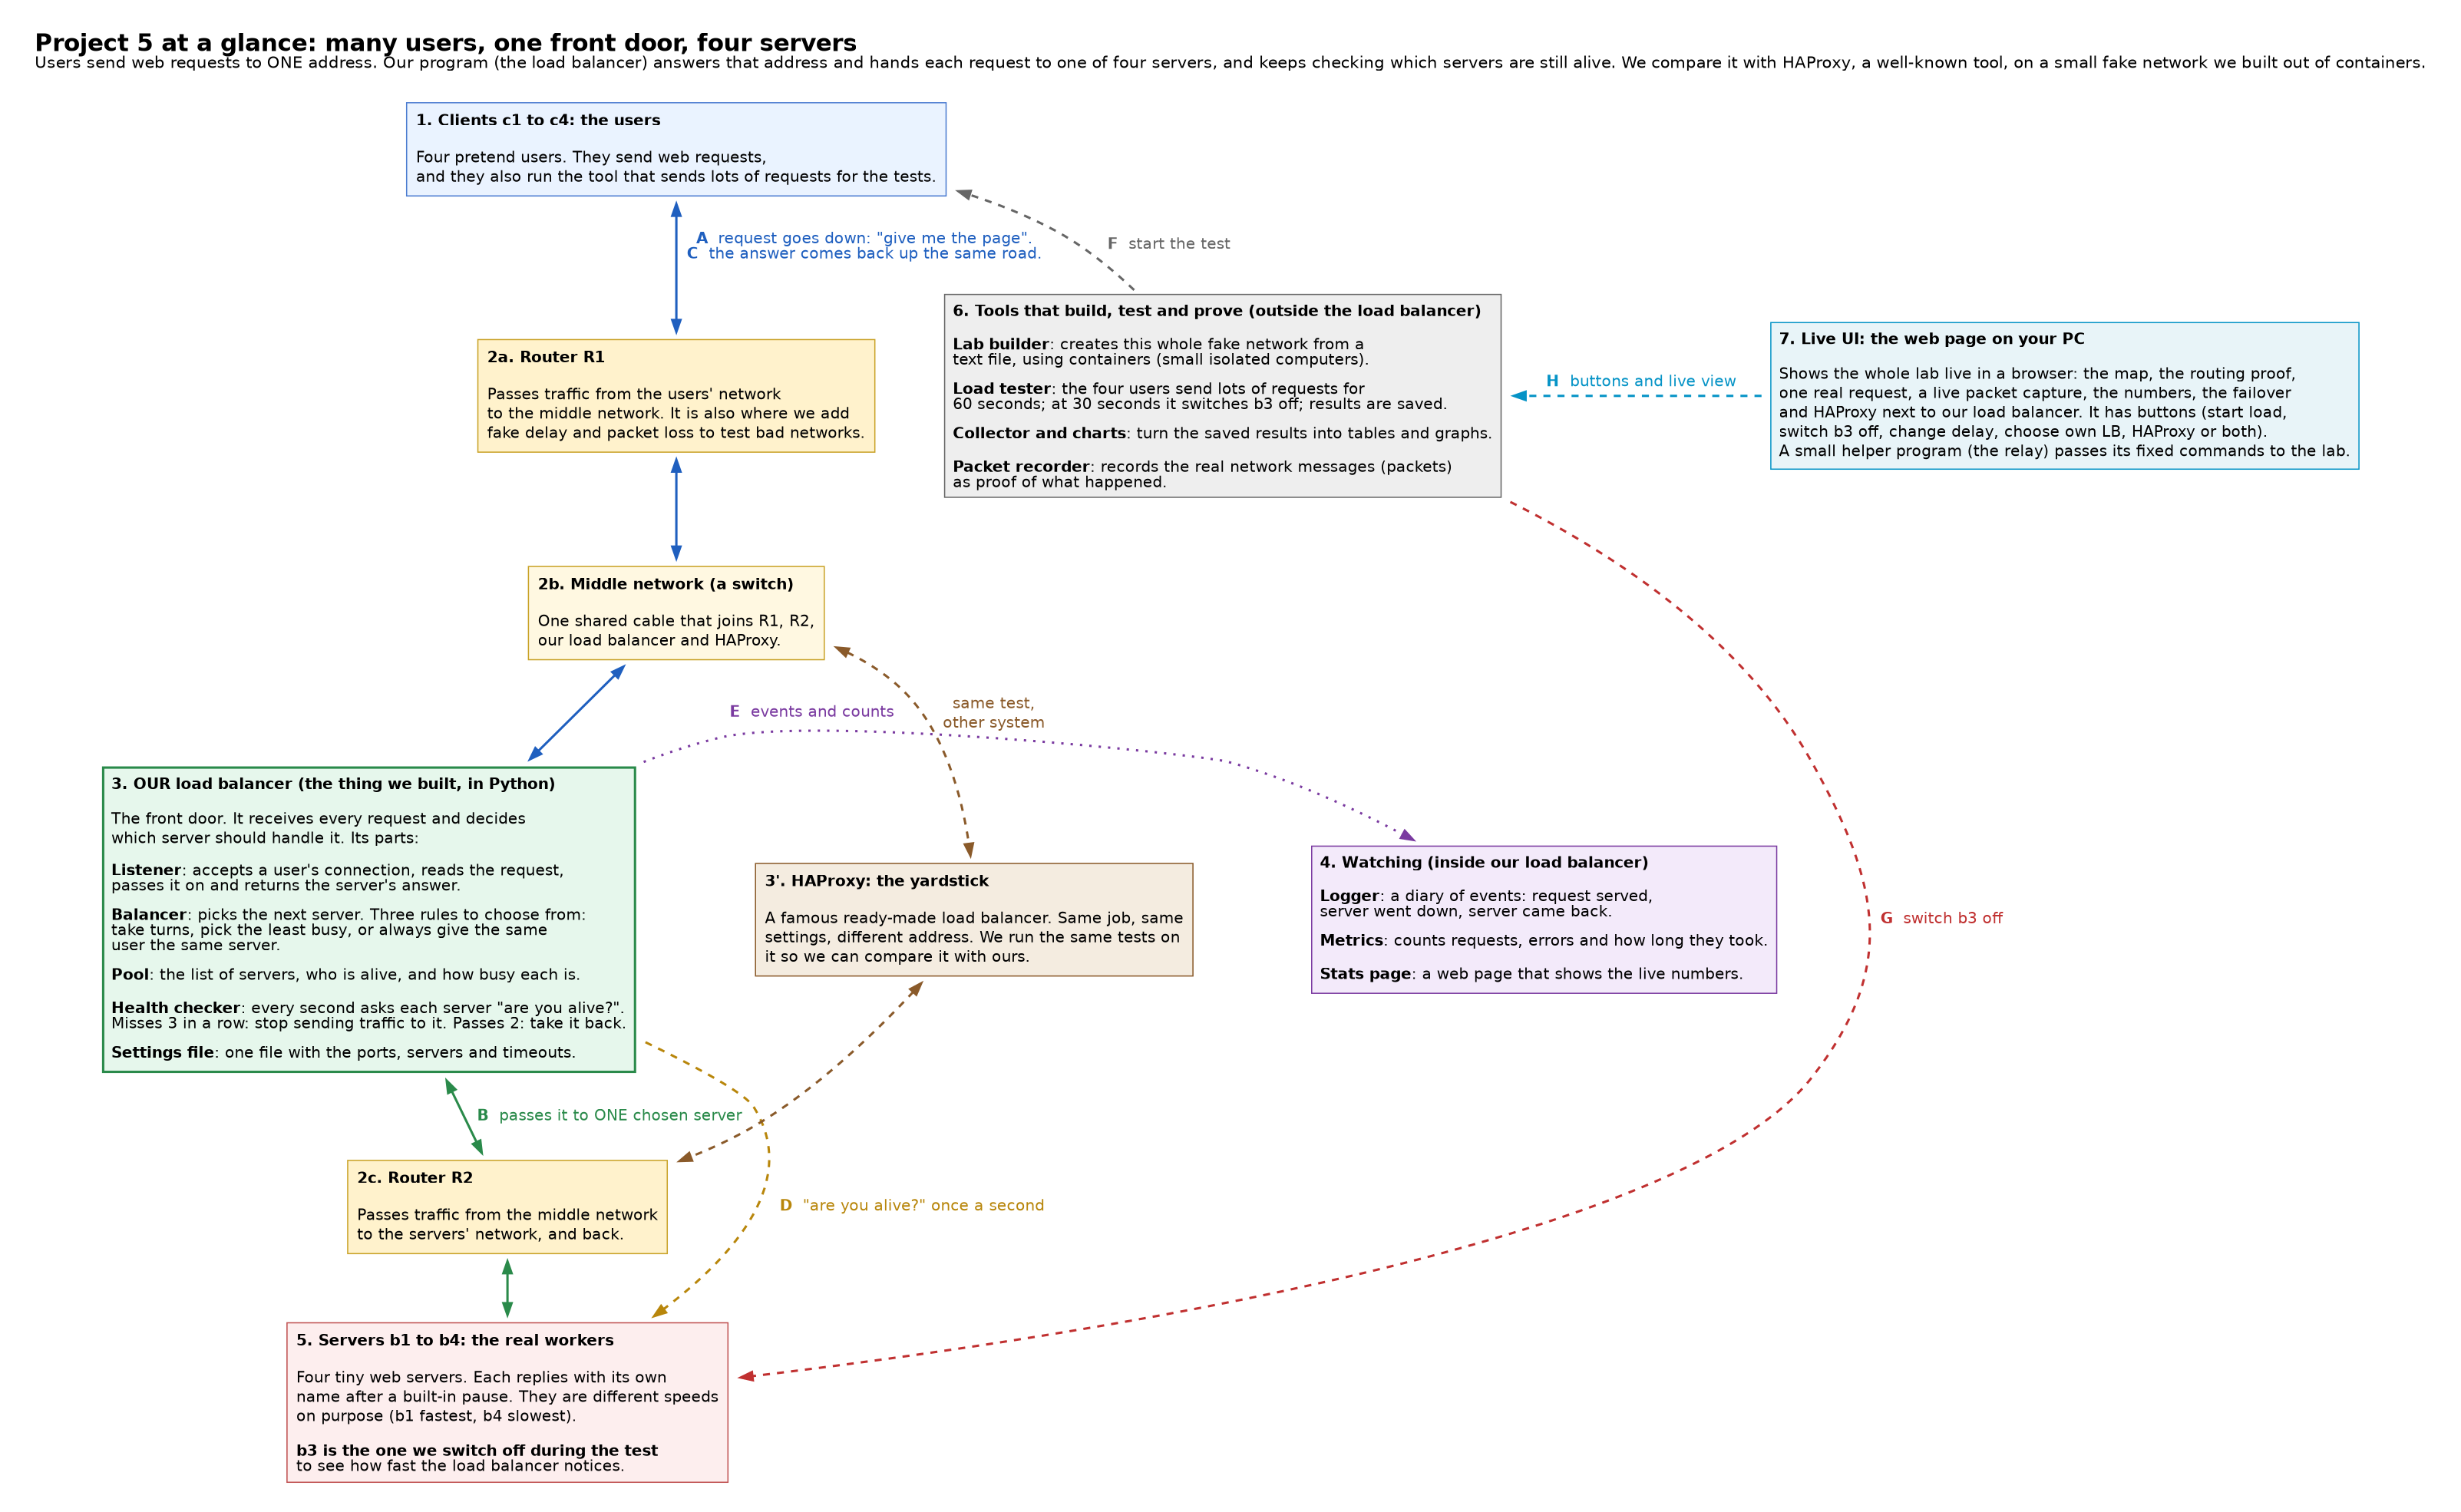 Project 5 at a glance: many users, one front door, four servers
Users send web requests to ONE address. Our program (the load balancer) answers that address and hands each request to one of four servers, and keeps checking which servers are still alive. We compare it with HAProxy, a well-known tool, on a small fake network we built out of containers.
1. Clients c1 to c4: the users
Four pretend users. They send web requests,
and they also run the tool that sends lots of requests for the tests.
A request goes down: "give me the page".
C the answer comes back up the same road.
F start the test
2a. Router R1
Passes traffic from the users' network
to the middle network. It is also where we add
fake delay and packet loss to test bad networks.
6. Tools that build, test and prove (outside the load balancer)
Lab builder: creates this whole fake network from a
text file, using containers (small isolated computers).
Load tester: the four users send lots of requests for
60 seconds; at 30 seconds it switches b3 off; results are saved.
Collector and charts: turn the saved results into tables and graphs.
Packet recorder: records the real network messages (packets)
as proof of what happened.
H buttons and live view
7. Live UI: the web page on your PC
Shows the whole lab live in a browser: the map, the routing proof,
one real request, a live packet capture, the numbers, the failover
and HAProxy next to our load balancer. It has buttons (start load,
switch b3 off, change delay, choose own LB, HAProxy or both).
A small helper program (the relay) passes its fixed commands to the lab.
2b. Middle network (a switch)
One shared cable that joins R1, R2,
our load balancer and HAProxy.
E events and counts
same test,
other system
3. OUR load balancer (the thing we built, in Python)
The front door. It receives every request and decides
which server should handle it. Its parts:
Listener: accepts a user's connection, reads the request,
passes it on and returns the server's answer.
Balancer: picks the next server. Three rules to choose from:
take turns, pick the least busy, or always give the same
user the same server.
Pool: the list of servers, who is alive, and how busy each is.
Health checker: every second asks each server "are you alive?".
Misses 3 in a row: stop sending traffic to it. Passes 2: take it back.
Settings file: one file with the ports, servers and timeouts.
3'. HAProxy: the yardstick
A famous ready-made load balancer. Same job, same
settings, different address. We run the same tests on
it so we can compare it with ours.
4. Watching (inside our load balancer)
Logger: a diary of events: request served,
server went down, server came back.
Metrics: counts requests, errors and how long they took.
Stats page: a web page that shows the live numbers.
G switch b3 off
B passes it to ONE chosen server
2c. Router R2
Passes traffic from the middle network
to the servers' network, and back.
D "are you alive?" once a second
5. Servers b1 to b4: the real workers
Four tiny web servers. Each replies with its own
name after a built-in pause. They are different speeds
on purpose (b1 fastest, b4 slowest).
b3 is the one we switch off during the test
to see how fast the load balancer notices.